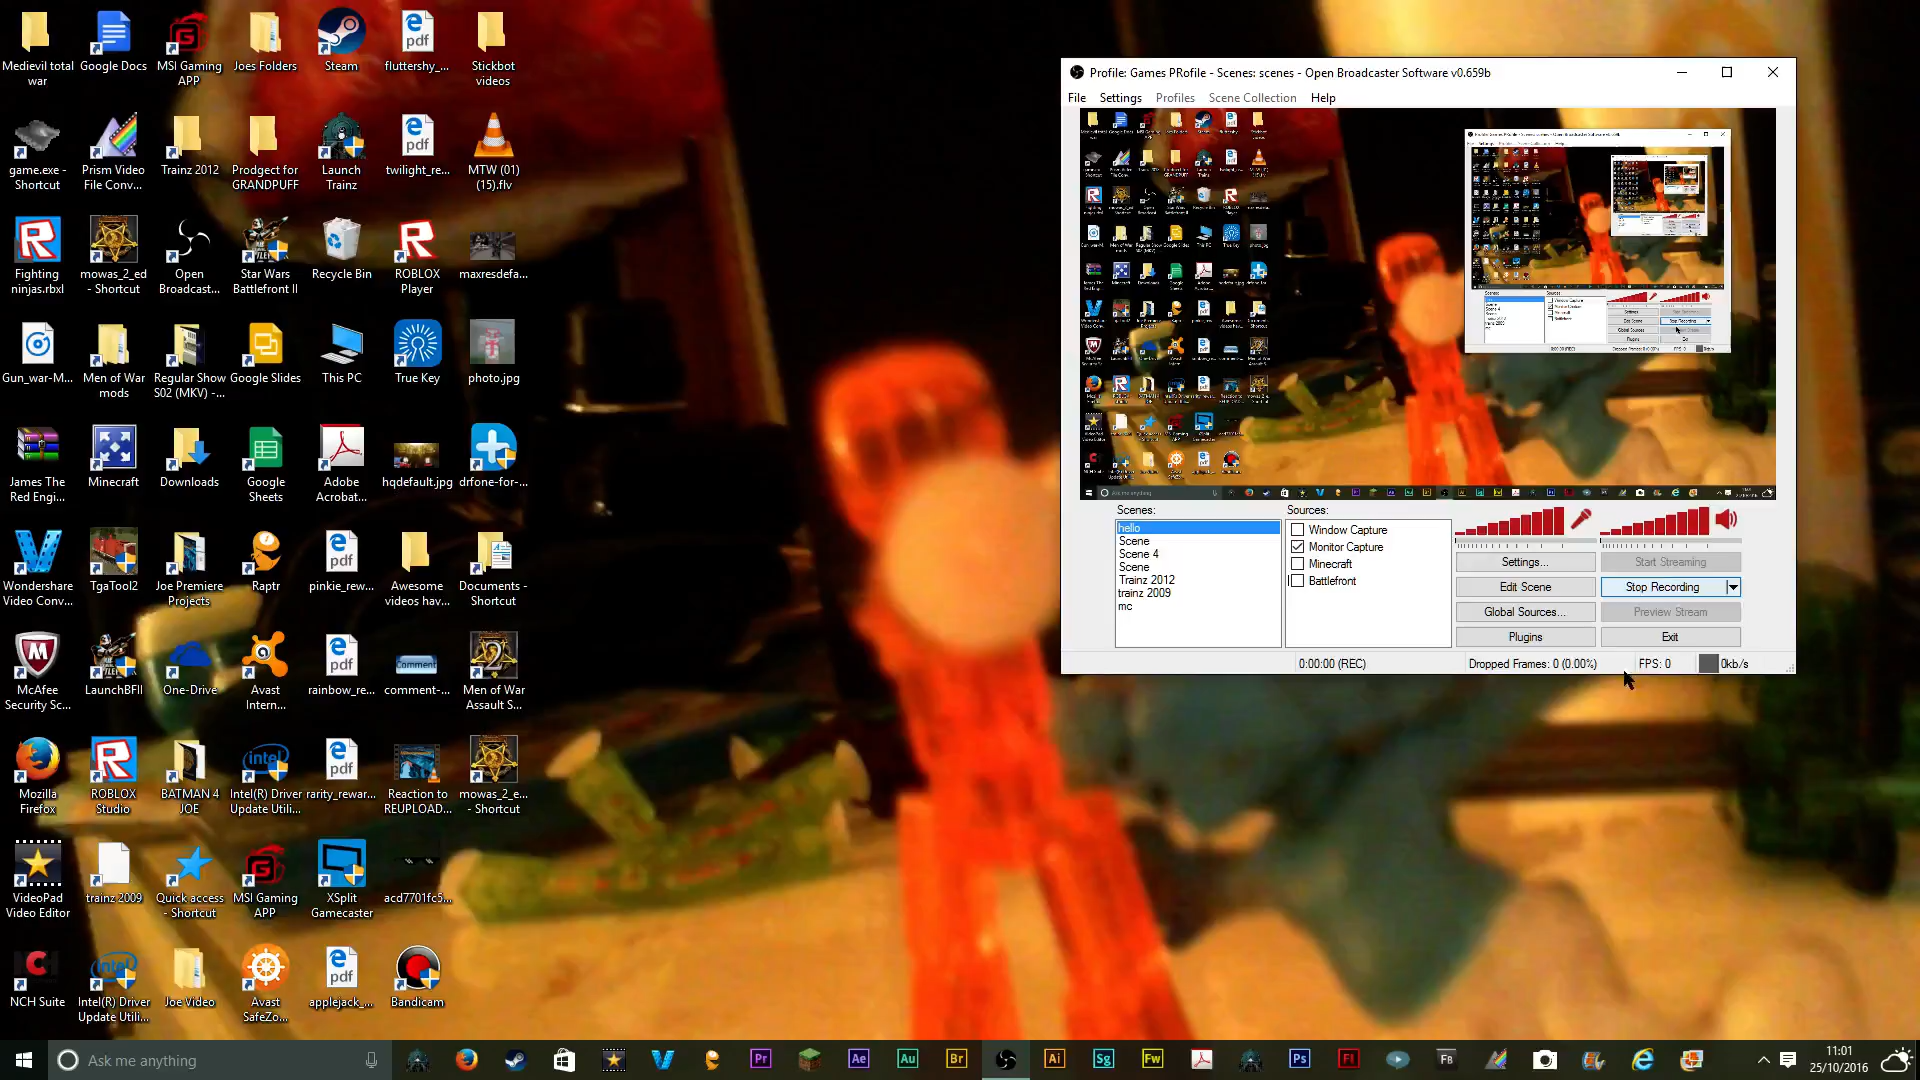 Medievil total
war
Google Docs
MSI Gaming
APP
Joes Folders
Steam
fluttershy_...
Stickbot
videos
game.exe -
Shortcut
Prism Video
File Conv...
Trainz 2012
Prodgect for
GRANDPUFF
Launch
Trainz
twilight_re...
MTW (01)
(15).flv
Fighting
ninjas.rbxl
mowas_2_ed
- Shortcut
Open
Broadcast...
Star Wars
Battlefront II
Recycle Bin
ROBLOX
Player
maxresdefa...
Gun_war-M...
Men of War
mods
Regular Show
S02 (MKV) -...
Google Slides
This PC
True Key
photo.jpg
James The
Red Engi...
Minecraft
Downloads
Google
Sheets
Adobe
Acrobat...
hqdefault.jpg
drfone-for-...
Wondershare
Video Conv...
TgaTool2
Joe Premiere
Projects
Raptr
pinkie_rew...
Awesome
videos hav...
Documents -
Shortcut
McAfee
Security Sc...
LaunchBFII
One-Drive
Avast
Intern...
rainbow_re...
comment-...
Men of War
Assault S...
Mozilla
Firefox
ROBLOX
Studio
BATMAN 4
JOE
Intel(R) Driver
Update Utili...
rarity_rewar...
Reaction to
REUPLOAD...
mowas_2_e...
- Shortcut
VideoPad
Video Editor
trainz 2009
Quick access
- Shortcut
MSI Gaming
APP
XSplit
Gamecaster
acd7701fc5...
NCH Suite
Intel(R) Driver
Update Utili...
Joe Video
Avast
SafeZo...
applejack_...
Bandicam
Profile: Games PRofile - Scenes: scenes - Open Broadcaster Software v0.659b
File Settings Profiles Scene Collection Help
Scenes:
hello
Scene
Scene 4
Scene
Trainz 2012
trainz 2009
mc
Sources:
Window Capture
Monitor Capture
Minecraft
Battlefront
Settings...
Start Streaming
Edit Scene
Stop Recording
Global Sources...
Preview Stream
Plugins
Exit
0:00:00 (REC)
Dropped Frames: 0 (0.00%)
FPS: 0
0kb/s
Ask me anything
11:01
25/10/2016